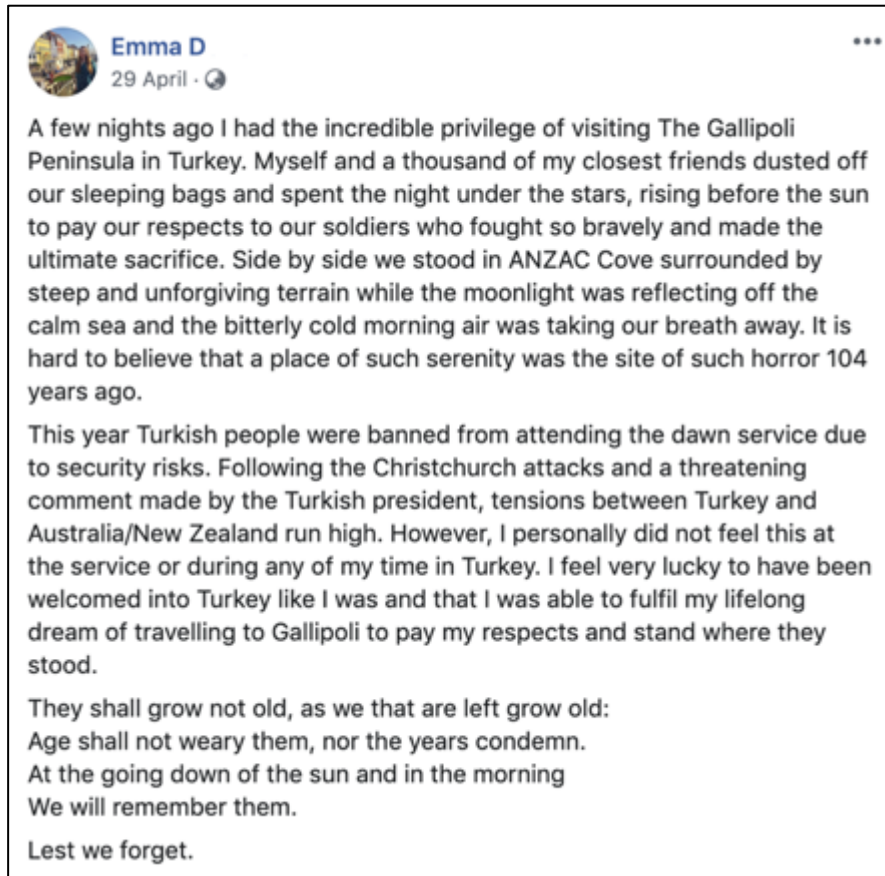 Emma D
29 April ·
A few nights ago I had the incredible privilege of visiting The Gallipoli
Peninsula in Turkey. Myself and a thousand of my closest friends dusted off
our sleeping bags and spent the night under the stars, rising before the sun
to pay our respects to our soldiers who fought so bravely and made the
ultimate sacrifice. Side by side we stood in ANZAC Cove surrounded by
steep and unforgiving terrain while the moonlight was reflecting off the
calm sea and the bitterly cold morning air was taking our breath away. It is
hard to believe that a place of such serenity was the site of such horror 104
years ago.
This year Turkish people were banned from attending the dawn service due
to security risks. Following the Christchurch attacks and a threatening
comment made by the Turkish president, tensions between Turkey and
Australia/New Zealand run high. However, I personally did not feel this at
the service or during any of my time in Turkey. I feel very lucky to have been
welcomed into Turkey like I was and that I was able to fulfil my lifelong
dream of travelling to Gallipoli to pay my respects and stand where they
stood.
They shall grow not old, as we that are left grow old:
Age shall not weary them, nor the years condemn.
At the going down of the sun and in the morning
We will remember them.
Lest we forget.